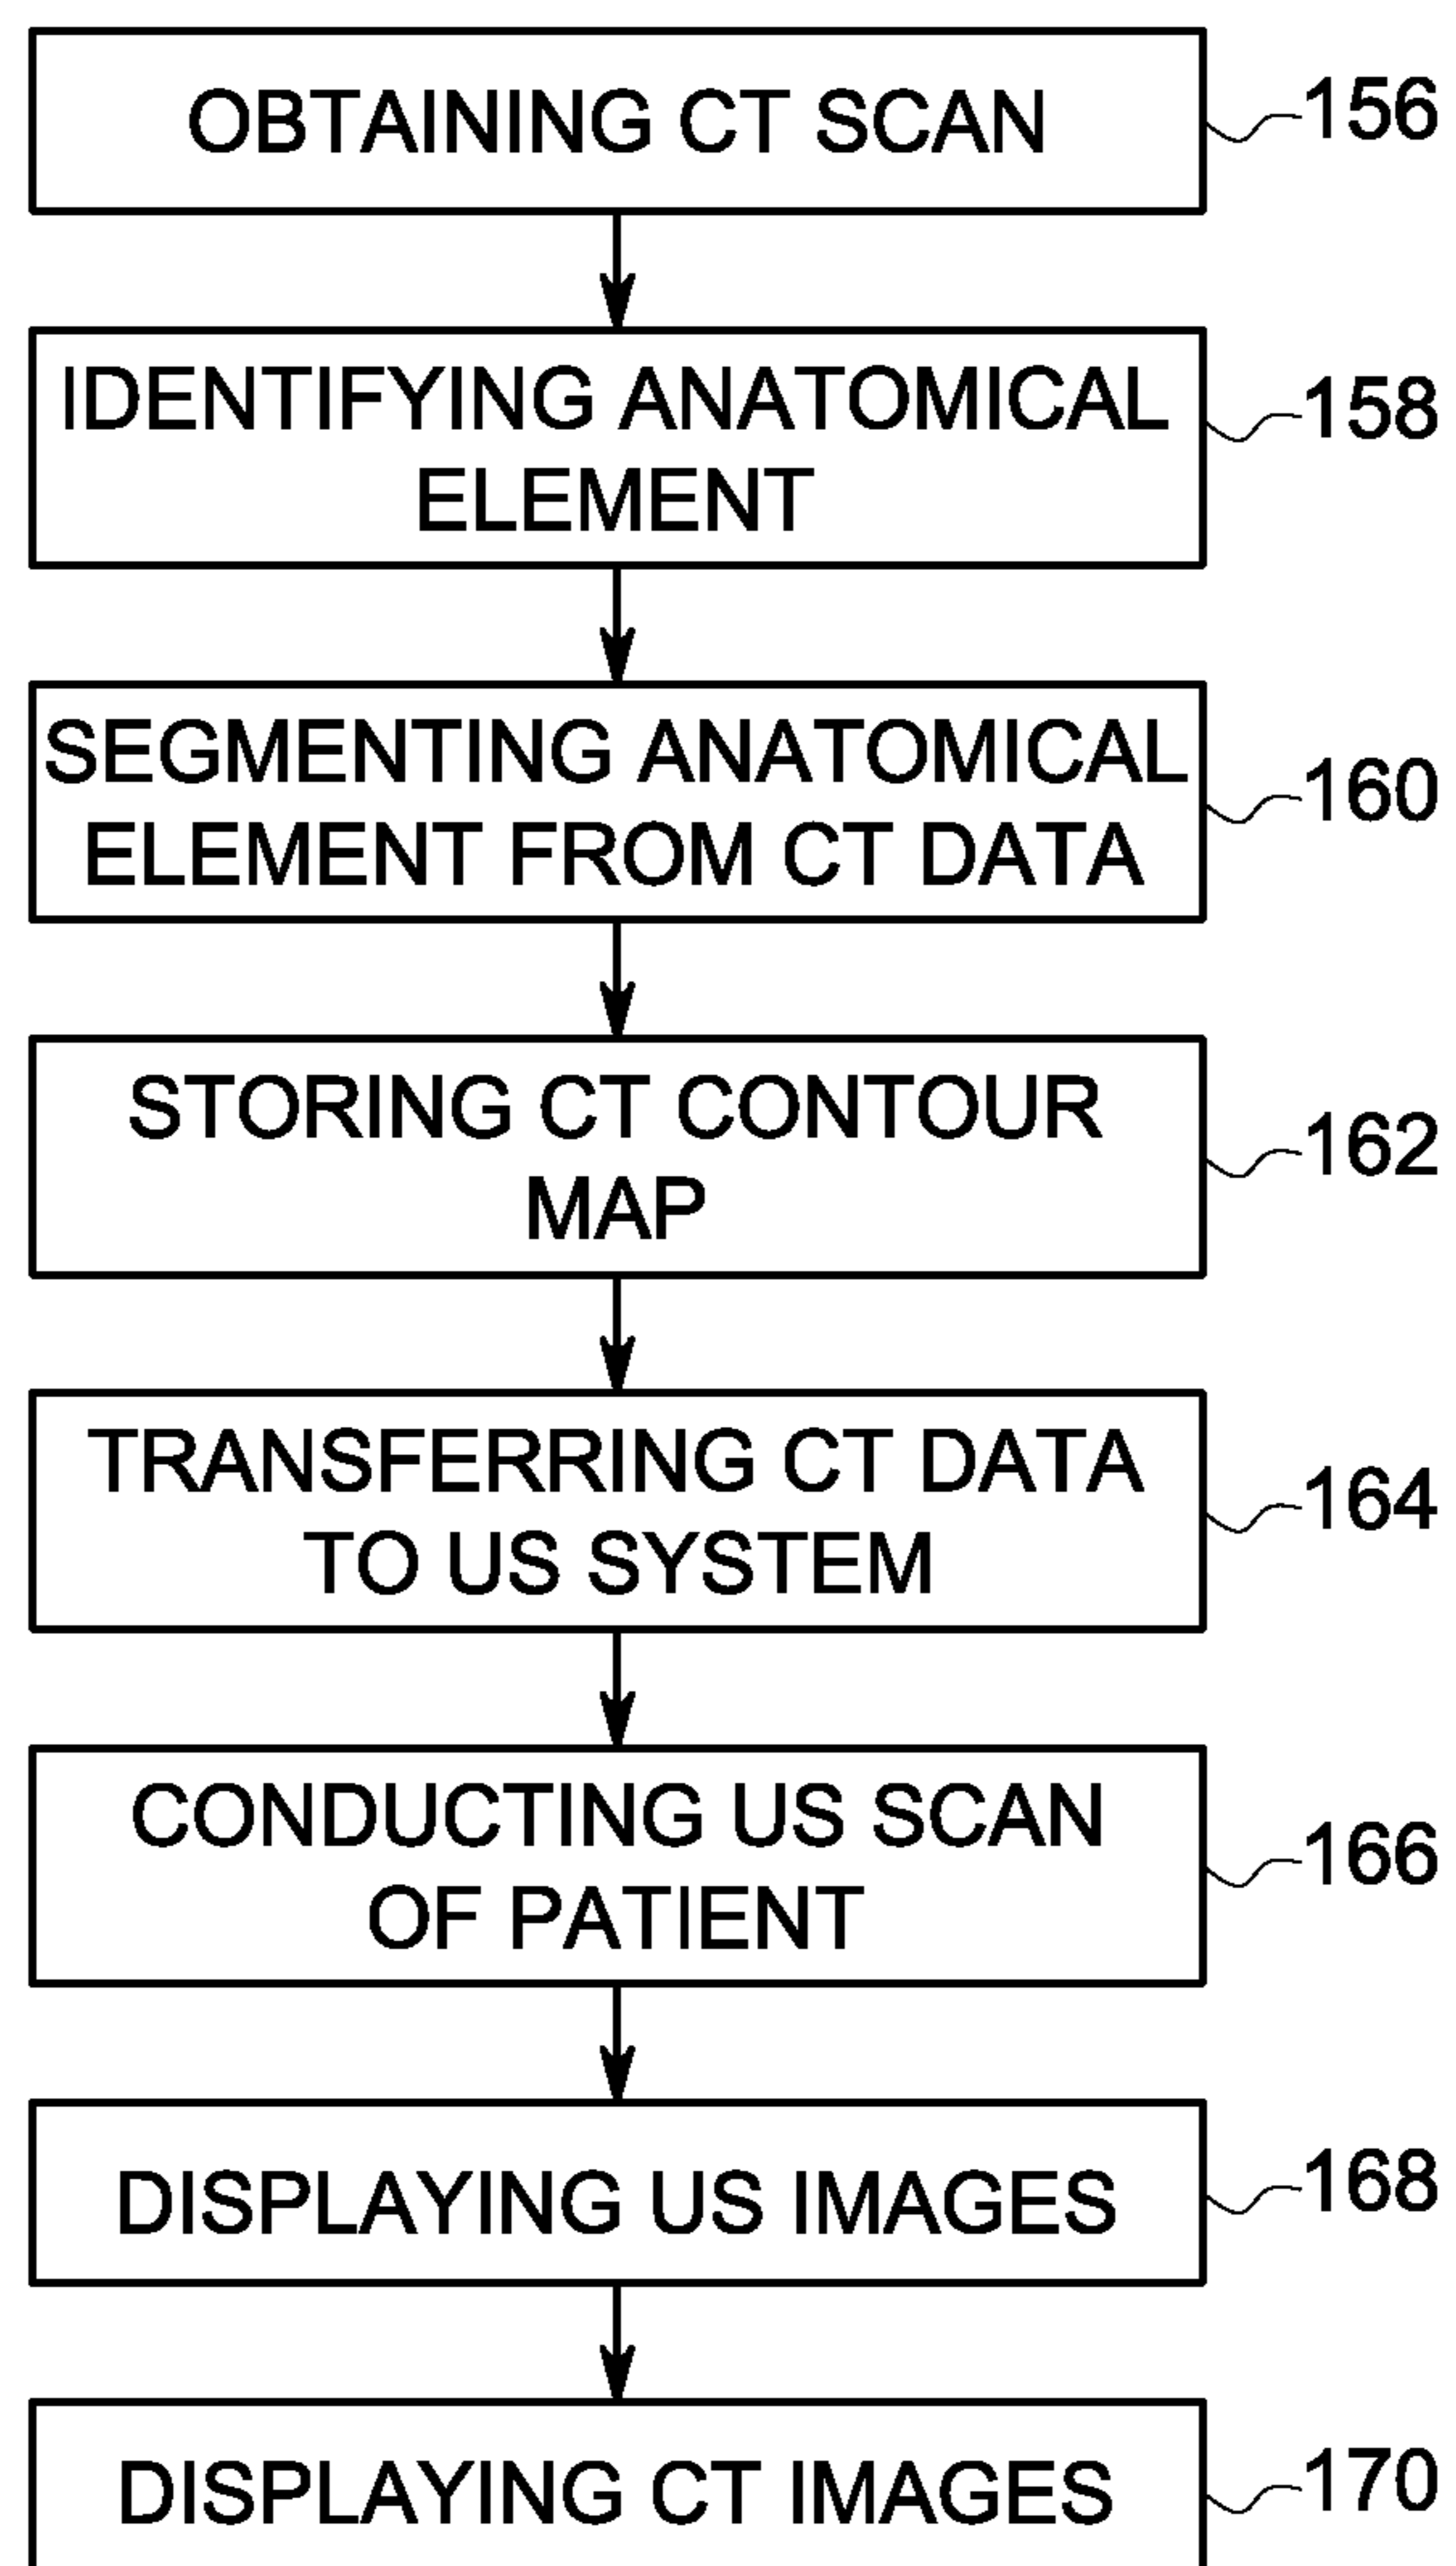 OBTAINING CT SCAN
156
IDENTIFYING ANATOMICAL
ELEMENT
158
SEGMENTING ANATOMICAL
ELEMENT FROM CT DATA
160
STORING CT CONTOUR
MAP
162
TRANSFERRING CT DATA
TO US SYSTEM
164
CONDUCTING US SCAN
OF PATIENT
166
DISPLAYING US IMAGES
168
DISPLAYING CT IMAGES
170